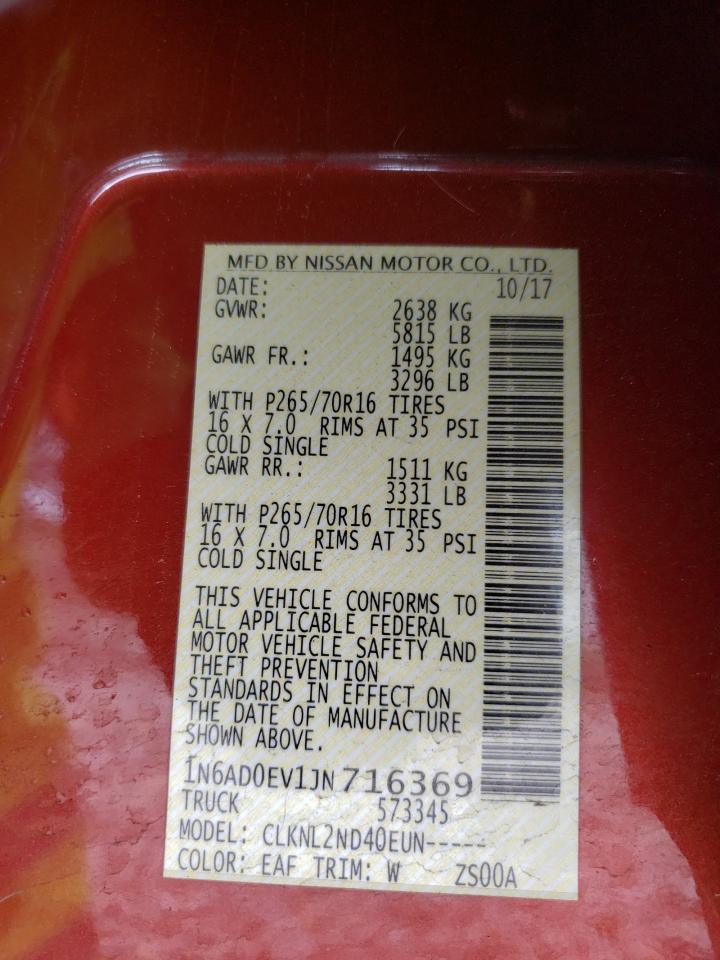 MFD BY NISSAN MOTOR CO., LTD.
DATE: 10/17
GVWR: 2638 KG
5815 LB
GAWR FR.: 1495 KG
3296 LB
WITH P265/70R16 TIRES
16 X 7.0 RIMS AT 35 PSI
COLD SINGLE
GAWR RR.: 1511 KG
3331 LB
WITH P265/70R16 TIRES
16 X 7.0 RIMS AT 35 PSI
COLD SINGLE
THIS VEHICLE CONFORMS TO
ALL APPLICABLE FEDERAL
MOTOR VEHICLE SAFETY AND
THEFT PREVENTION
STANDARDS IN EFFECT ON
THE DATE OF MANUFACTURE
SHOWN ABOVE.
1N6AD0EV1JN716369
TRUCK 573345
MODEL: CLKNL2ND40EUN-----
COLOR: EAF TRIM: W ZS00A